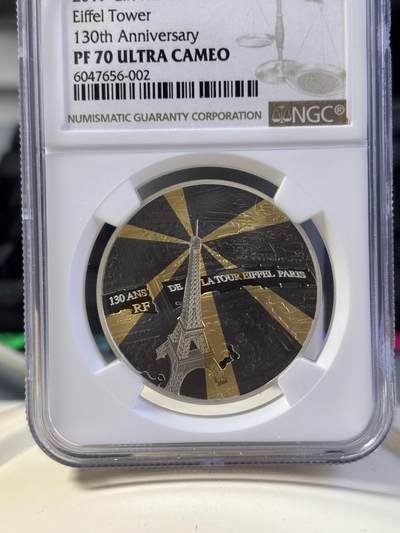 Eiffel Tower
130th Anniversary
PF 70 ULTRA CAMEO
6047656-002
NUMISMATIC GUARANTY CORPORATION
NGC®
130 ANS DE LA TOUR EIFFEL PARIS
RF